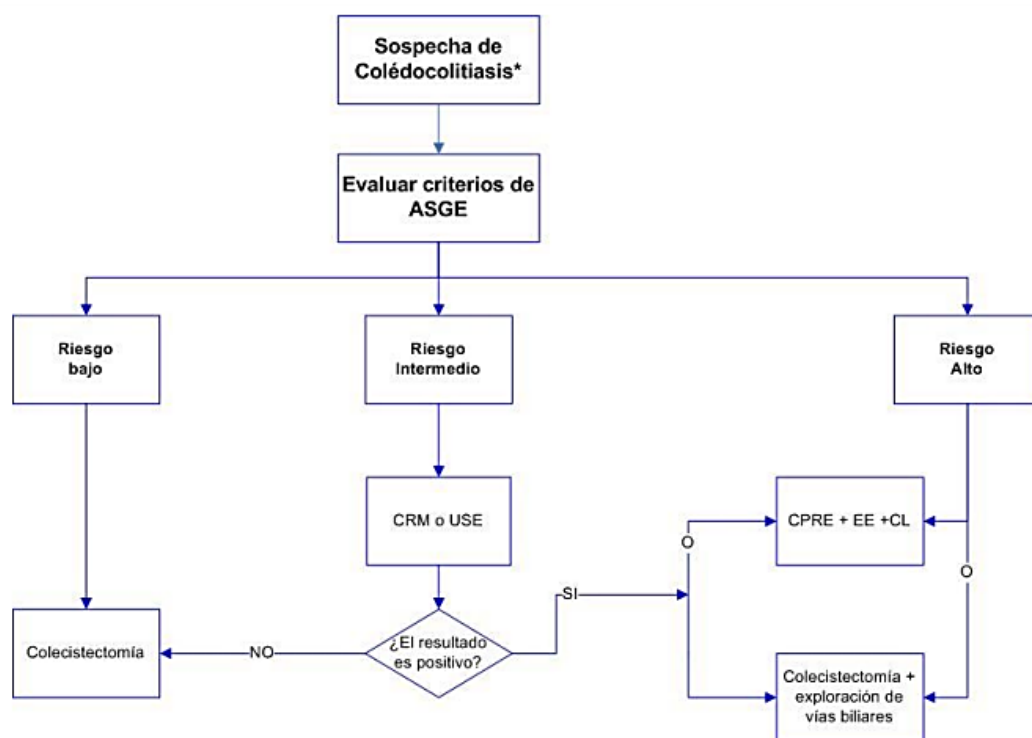 Sospecha de
Colédocolitiasis*
Evaluar criterios de
ASGE
Riesgo
bajo
Riesgo
Intermedio
Riesgo
Alto
CRM o USE
CPRE + EE +CL
O
O
SI
Colecistectomía
NO
¿El resultado
es positivo?
Colecistectomía +
exploración de
vías biliares